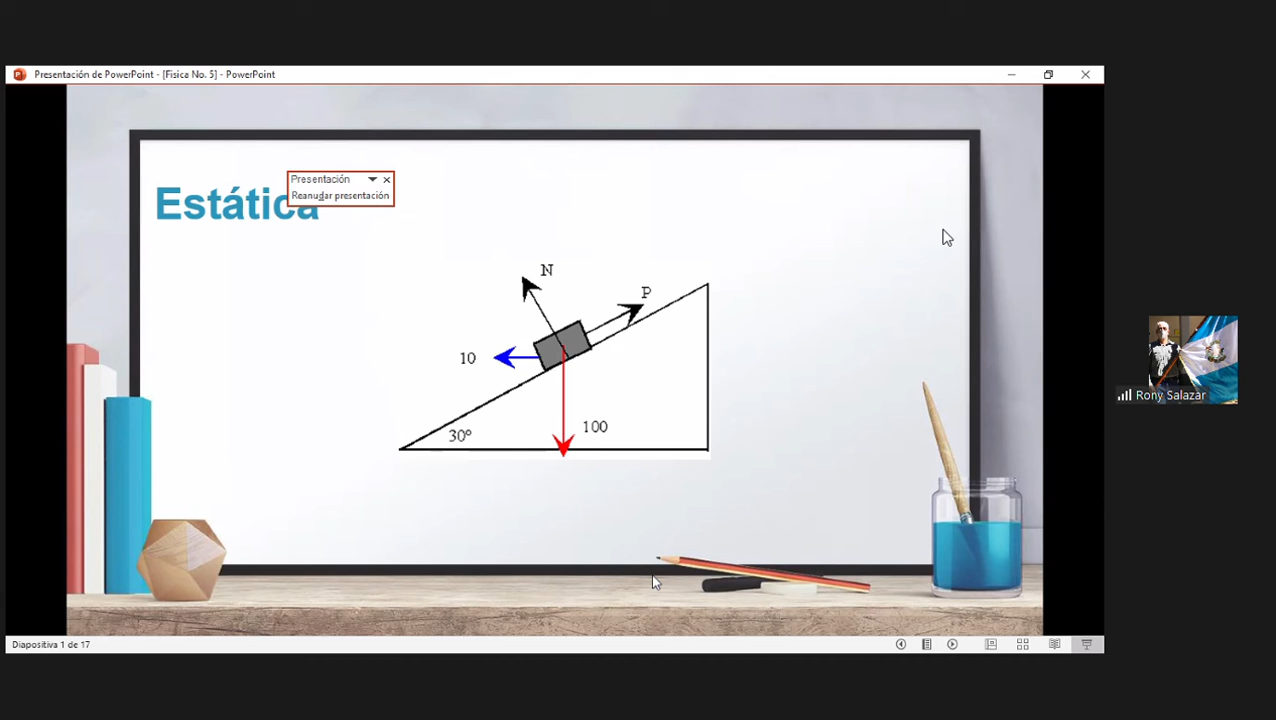 Presentación de PowerPoint - [Fisica No. 5] - PowerPoint
Presentación
Reanudar presentación
Estática
N
P
10
100
30°
Rony Salazar
Diapositiva 1 de 17